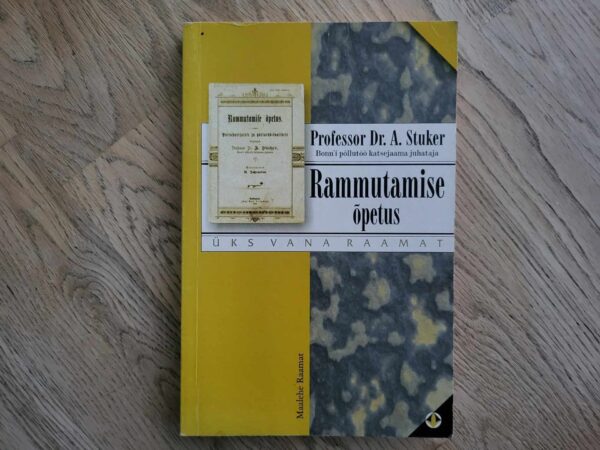 Rammutamise õpetus.
Professor Dr. A. Stuker
Bonn'i põllutöö katsejaama juhataja
Rammutamise
õpetus
ÜKS VANA RAAMAT
Maalehe Raamat